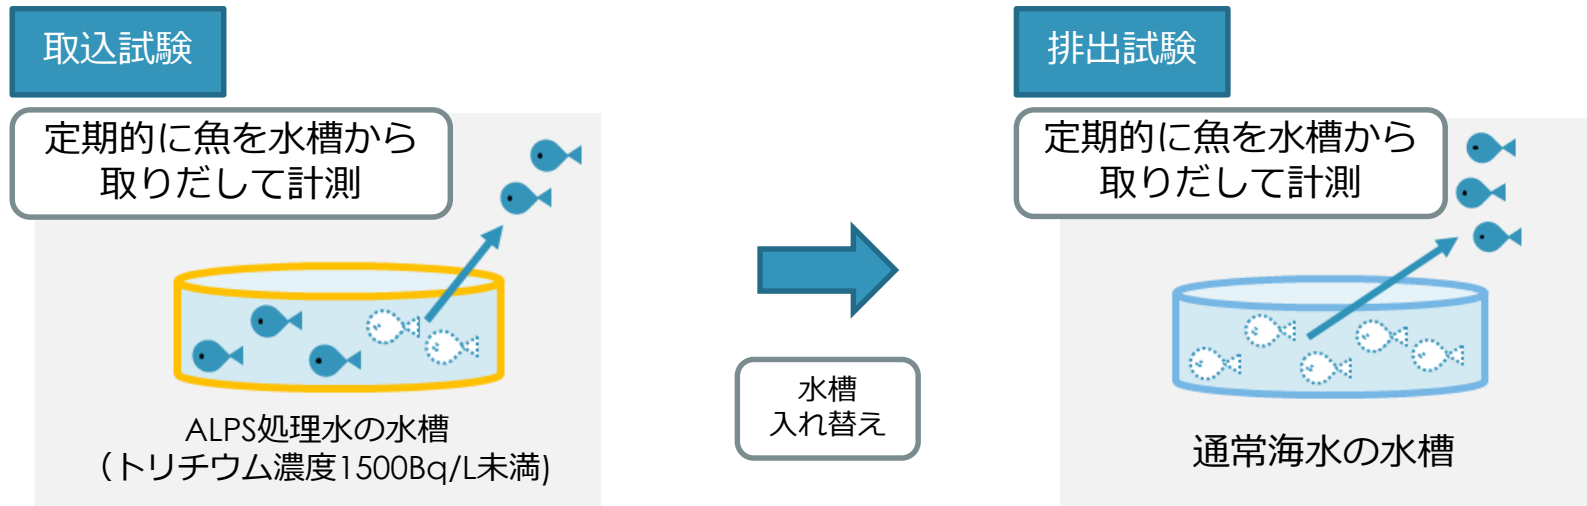 取込試験
定期的に魚を水槽から
取りだして計測
ALPS処理水の水槽
（トリチウム濃度1500Bq/L未満)
水槽
入れ替え
排出試験
定期的に魚を水槽から
取りだして計測
通常海水の水槽